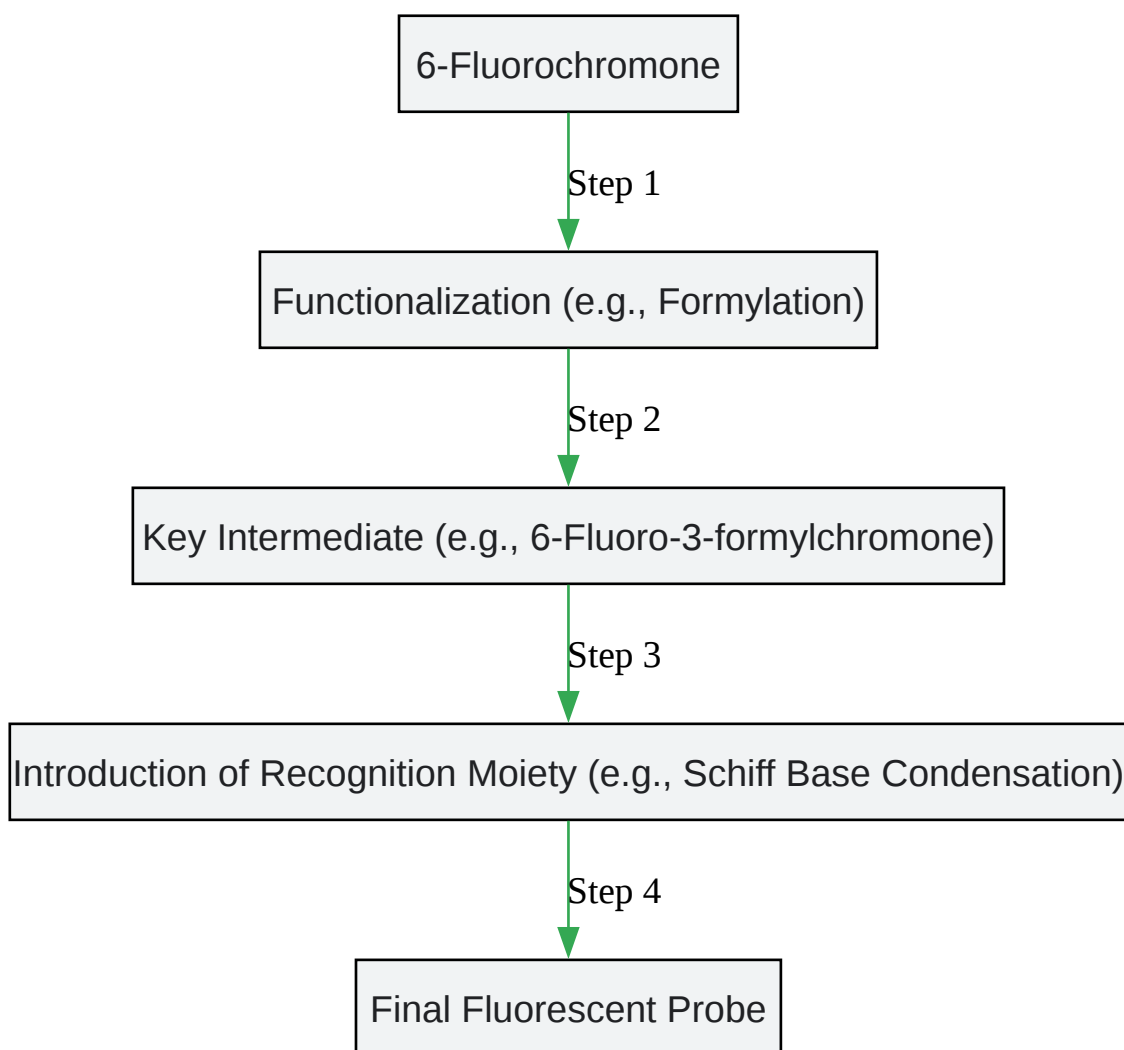 6-Fluorochromone
Step 1
Functionalization (e.g., Formylation)
Step 2
Key Intermediate (e.g., 6-Fluoro-3-formylchromone)
Step 3
Introduction of Recognition Moiety (e.g., Schiff Base Condensation)
Step 4
Final Fluorescent Probe